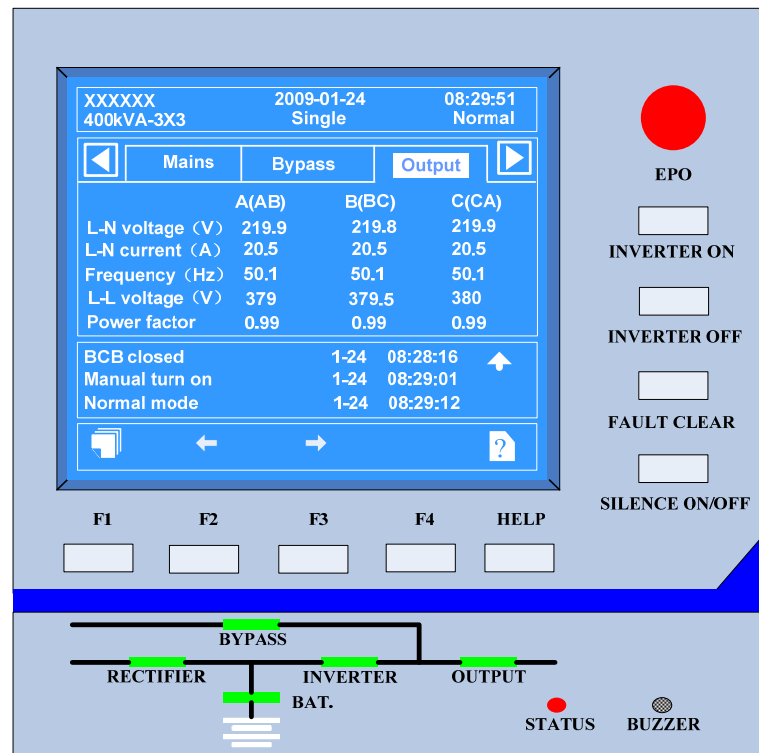 XXXXXX 2009-01-24 08:29:51
400kVA-3X3 Single Normal
Mains Bypass Output
A(AB) B(BC) C(CA)
L-N voltage（V） 219.9 219.8 219.9
L-N current（A） 20.5 20.5 20.5
Frequency（Hz） 50.1 50.1 50.1
L-L voltage（V） 379 379.5 380
Power factor 0.99 0.99 0.99
BCB closed 1-24 08:28:16
Manual turn on 1-24 08:29:01
Normal mode 1-24 08:29:12
?
EPO
INVERTER ON
INVERTER OFF
FAULT CLEAR
SILENCE ON/OFF
F1 F2 F3 F4 HELP
BYPASS
RECTIFIER INVERTER OUTPUT
BAT.
STATUS BUZZER